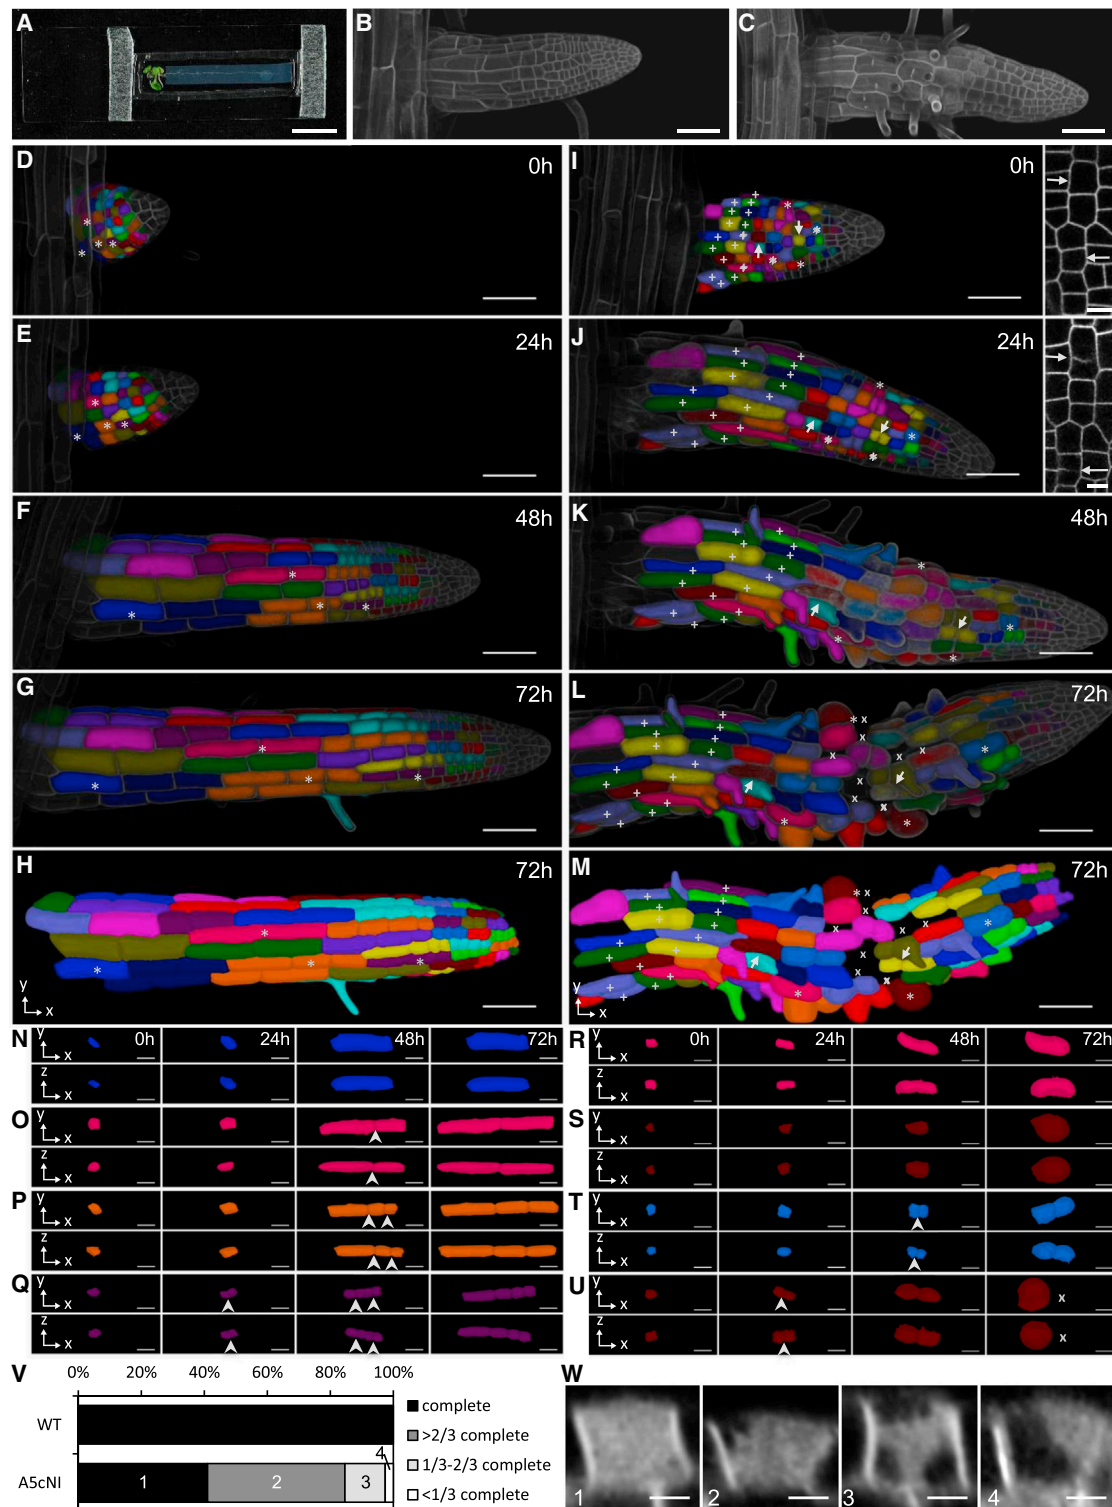 A
B
C
D
0h
I
0h
E
24h
J
24h
F
48h
K
48h
G
72h
L
72h
H
72h
M
72h
y
x
y
x
N
y
x
0h
24h
48h
72h
R
y
x
0h
24h
48h
72h
z
x
z
x
O
y
x
S
y
x
z
x
z
x
P
y
x
T
y
x
z
x
z
x
Q
y
x
U
y
x
x
z
x
z
x
x
V
0% 20% 40% 60% 80% 100%
WT
A5cNI
1
2
3
4
complete
>2/3 complete
1/3-2/3 complete
<1/3 complete
W
1
2
3
4